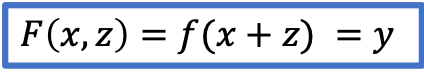 F(x, z) = f(x + z) = y